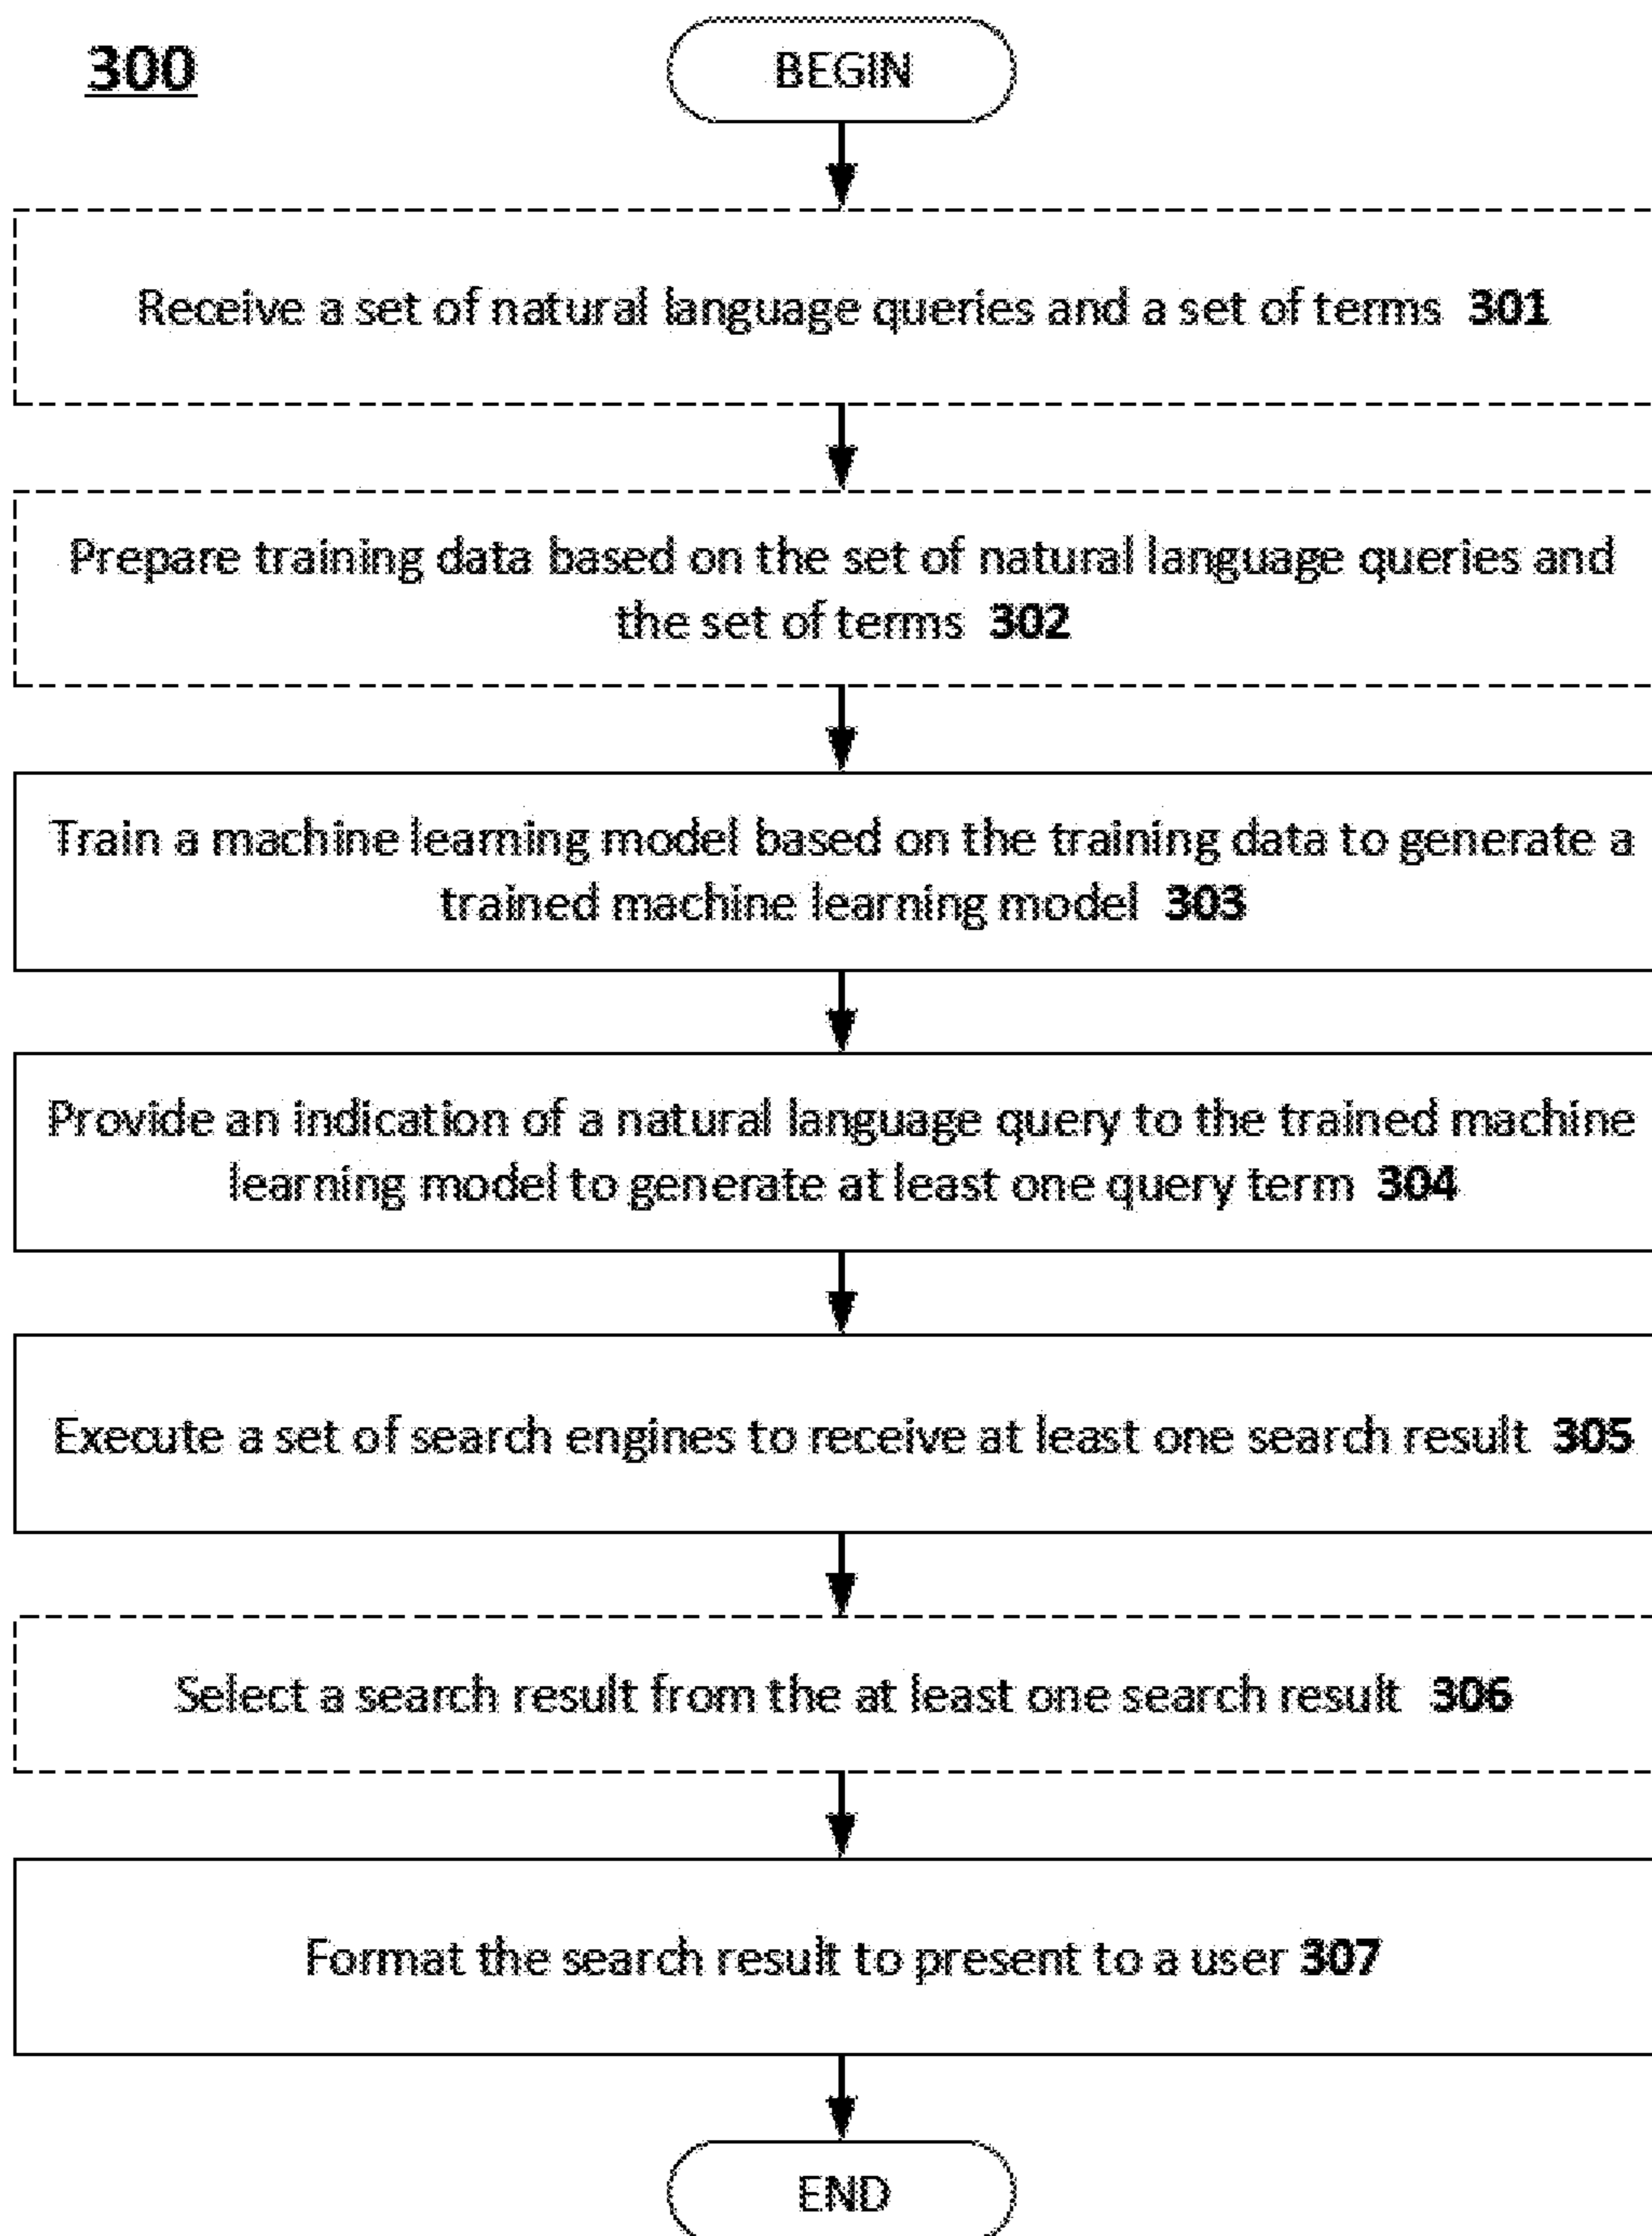 300
BEGIN
Receive a set of natural language queries and a set of terms 301
Prepare training data based on the set of natural language queries and
the set of terms 302
Train a machine learning model based on the training data to generate a
trained machine learning model 303
Provide an indication of a natural language query to the trained machine
learning model to generate at least one query term 304
Execute a set of search engines to receive at least one search result 305
Select a search result from the at least one search result 306
Format the search result to present to a user 307
END